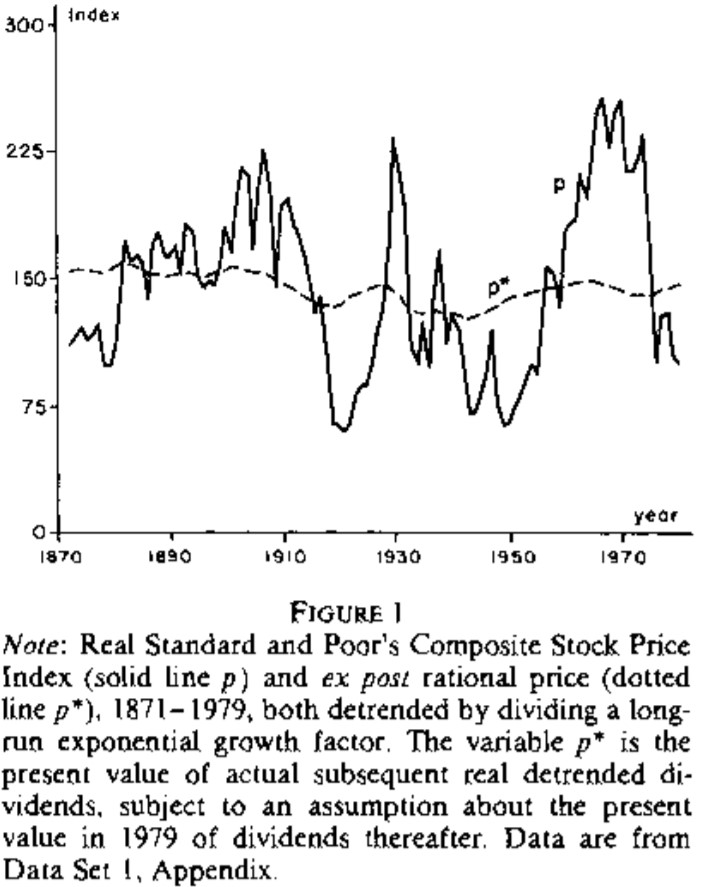 300 Index
225
p
150
p*
75
0
year
1870 1890 1910 1930 1950 1970
FIGURE 1
Note: Real Standard and Poor's Composite Stock Price
Index (solid line p) and ex post rational price (dotted
line p*), 1871–1979, both detrended by dividing a long-
run exponential growth factor. The variable p* is the
present value of actual subsequent real detrended di-
vidends, subject to an assumption about the present
value in 1979 of dividends thereafter. Data are from
Data Set 1, Appendix.